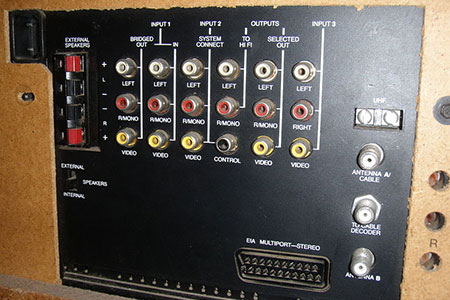 INPUT 1 INPUT 2 OUTPUTS INPUT 3
EXTERNAL SPEAKERS
BRIDGED OUT IN SYSTEM CONNECT TO HI FI SELECTED OUT
+ LEFT LEFT LEFT LEFT LEFT LEFT
L
-
- R/MONO R/MONO R/MONO R/MONO R/MONO RIGHT
R
+ VIDEO VIDEO VIDEO CONTROL VIDEO VIDEO
UHF
EXTERNAL
SPEAKERS
INTERNAL
ANTENNA A/
CABLE
TO CABLE
DECODER
EIA MULTIPORT—STEREO
ANTENNA B
R